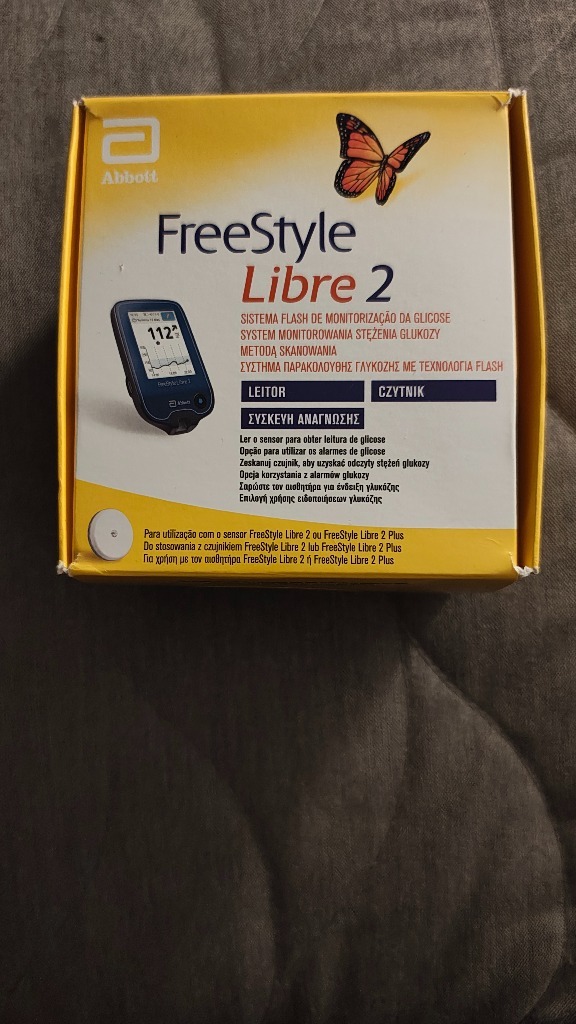 Abbott
FreeStyle
Libre 2
SISTEMA FLASH DE MONITORIZAÇÃO DA GLICOSE
SYSTEM MONITOROWANIA STĘŻENIA GLUKOZY
METODĄ SKANOWANIA
ΣΥΣΤΗΜΑ ΠΑΡΑΚΟΛΟΥΘΗΣ ΓΛΥΚΟΖΗΣ ΜΕ ΤΕΧΝΟΛΟΓΙΑ FLASH
LEITOR
CZYTNIK
ΣΥΣΚΕΥΗ ΑΝΑΓΝΩΣΗΣ
Ler o sensor para obter leitura de glicose
Opção para utilizar os alarmes de glicose
Zeskanuj czujnik, aby uzyskać odczyty stężeń glukozy
Opcja korzystania z alarmów glukozy
Σαρώστε τον αισθητήρα για ένδειξη γλυκόζης
Επιλογή χρήσης ειδοποιήσεων γλυκόζης
112
FreeStyle Libre 2
Abbott
Para utilização com o sensor FreeStyle Libre 2 ou FreeStyle Libre 2 Plus
Do stosowania z czujnikiem FreeStyle Libre 2 lub FreeStyle Libre 2 Plus
Για χρήση με τον αισθητήρα FreeStyle Libre 2 ή FreeStyle Libre 2 Plus